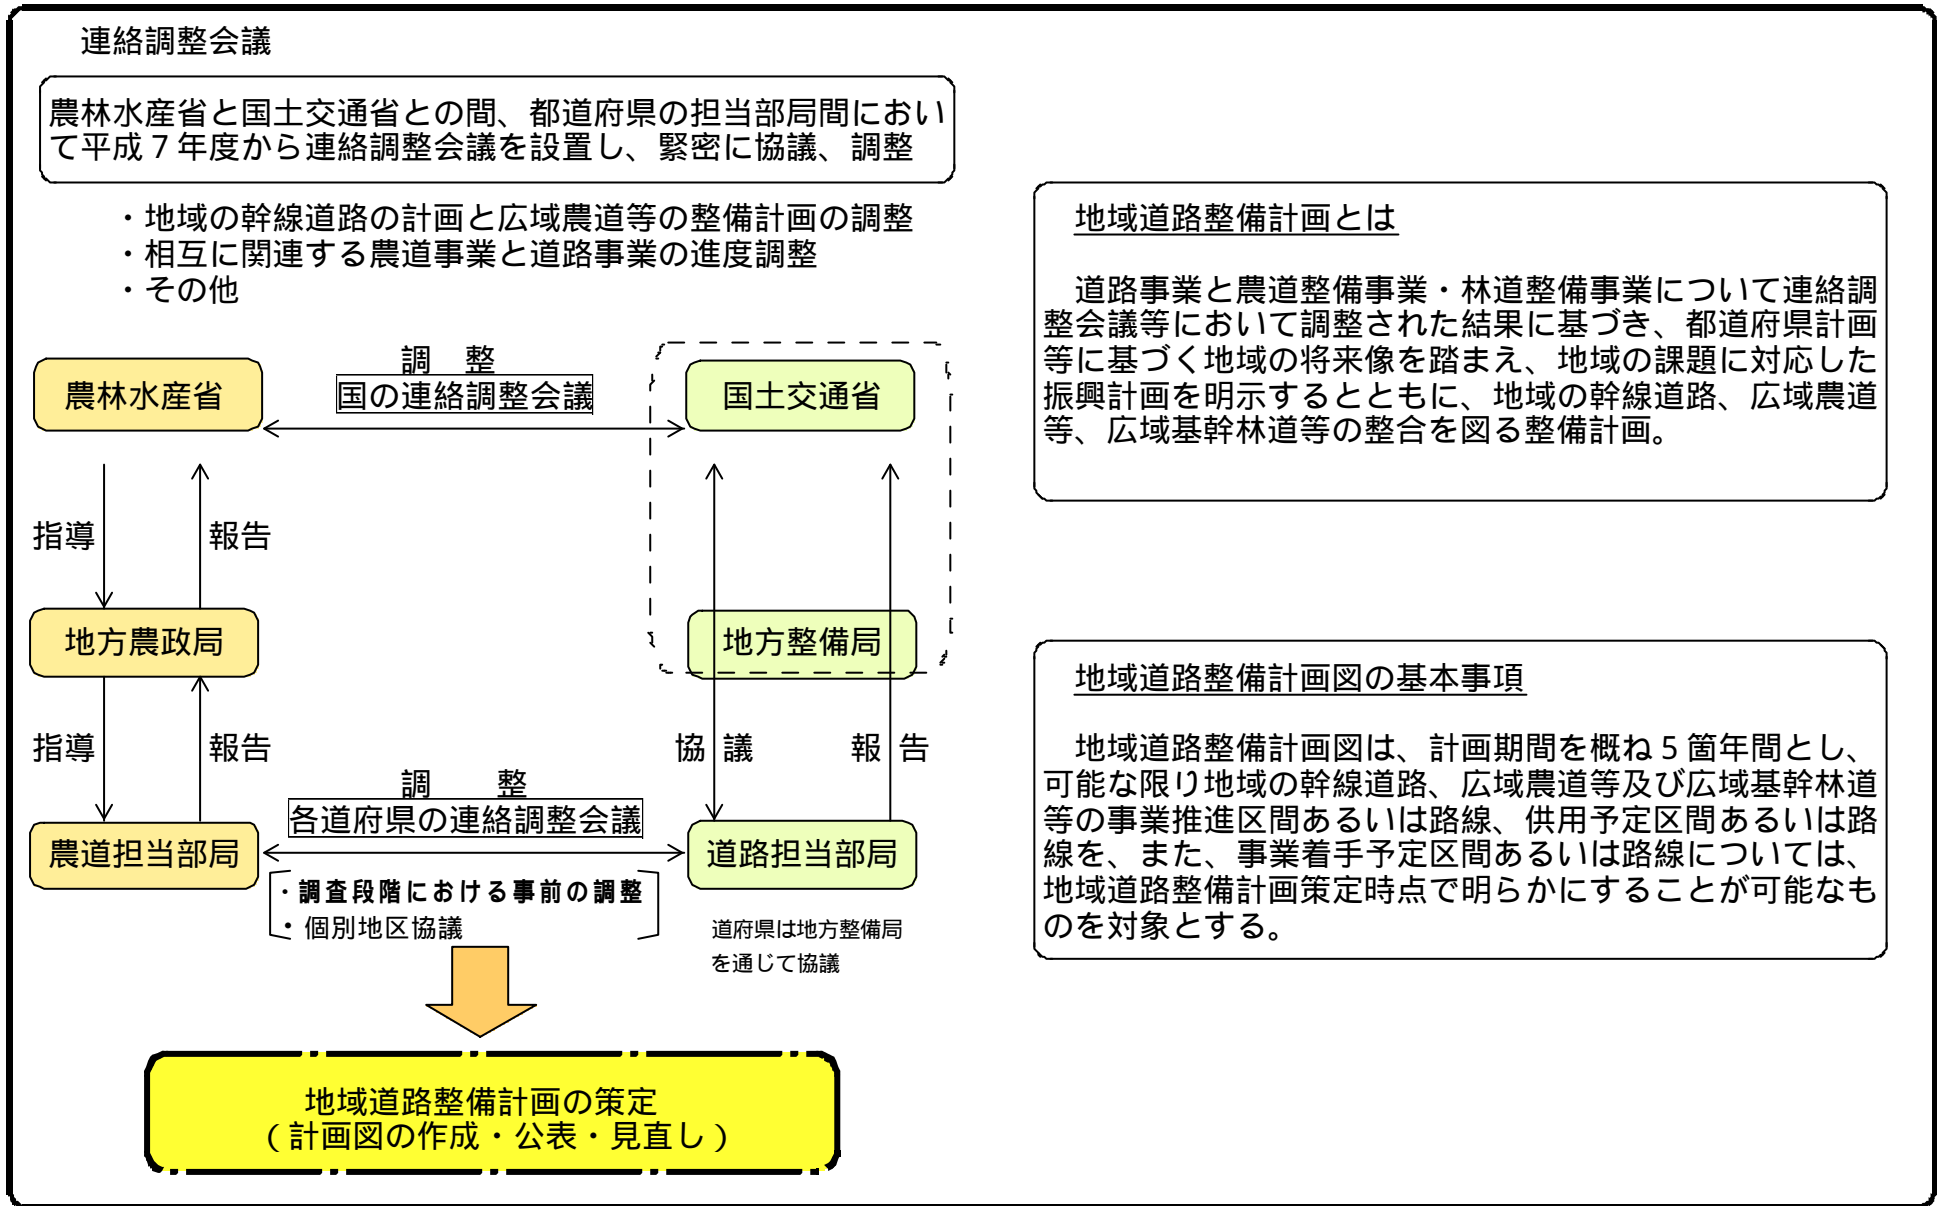 連絡調整会議
農林水産省と国土交通省との間、都道府県の担当部局間におい
て平成７年度から連絡調整会議を設置し、緊密に協議、調整
・地域の幹線道路の計画と広域農道等の整備計画の調整
・相互に関連する農道事業と道路事業の進度調整
・その他
調　整
国の連絡調整会議
農林水産省
国土交通省
指導
報告
地方農政局
地方整備局
指導
報告
協議
報告
調　整
各道府県の連絡調整会議
農道担当部局
道路担当部局
・調査段階における事前の調整
・個別地区協議
道府県は地方整備局
を通じて協議
地域道路整備計画の策定
（計画図の作成・公表・見直し）
地域道路整備計画とは
道路事業と農道整備事業・林道整備事業について連絡調
整会議等において調整された結果に基づき、都道府県計画
等に基づく地域の将来像を踏まえ、地域の課題に対応した
振興計画を明示するとともに、地域の幹線道路、広域農道
等、広域基幹林道等の整合を図る整備計画。
地域道路整備計画図の基本事項
地域道路整備計画図は、計画期間を概ね５箇年間とし、
可能な限り地域の幹線道路、広域農道等及び広域基幹林道
等の事業推進区間あるいは路線、供用予定区間あるいは路
線を、また、事業着手予定区間あるいは路線については、
地域道路整備計画策定時点で明らかにすることが可能なも
のを対象とする。